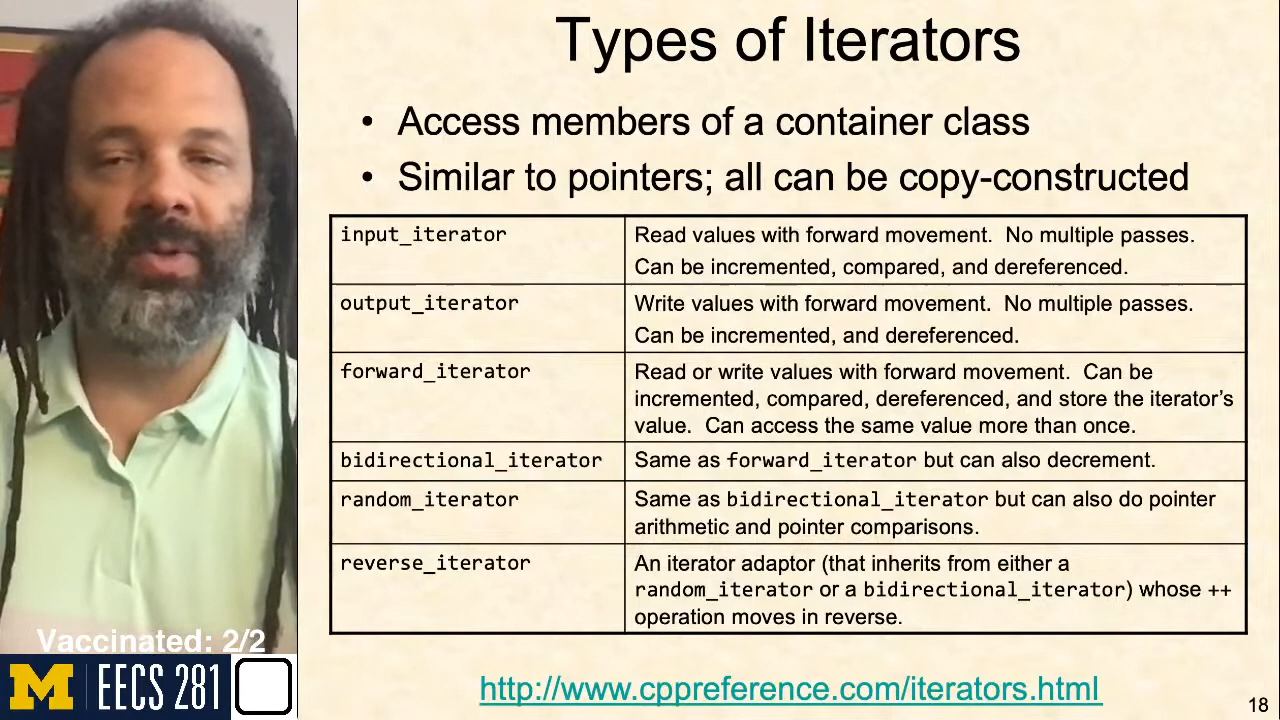 Types of Iterators
• Access members of a container class
• Similar to pointers; all can be copy-constructed
input_iterator
Read values with forward movement. No multiple passes.
Can be incremented, compared, and dereferenced.
output_iterator
Write values with forward movement. No multiple passes.
Can be incremented, and dereferenced.
forward_iterator
Read or write values with forward movement. Can be
incremented, compared, dereferenced, and store the iterator's
value. Can access the same value more than once.
bidirectional_iterator
Same as forward_iterator but can also decrement.
random_iterator
Same as bidirectional_iterator but can also do pointer
arithmetic and pointer comparisons.
reverse_iterator
An iterator adaptor (that inherits from either a
random_iterator or a bidirectional_iterator) whose ++
operation moves in reverse.
http://www.cppreference.com/iterators.html
18
Vaccinated: 2/2
M EECS 281